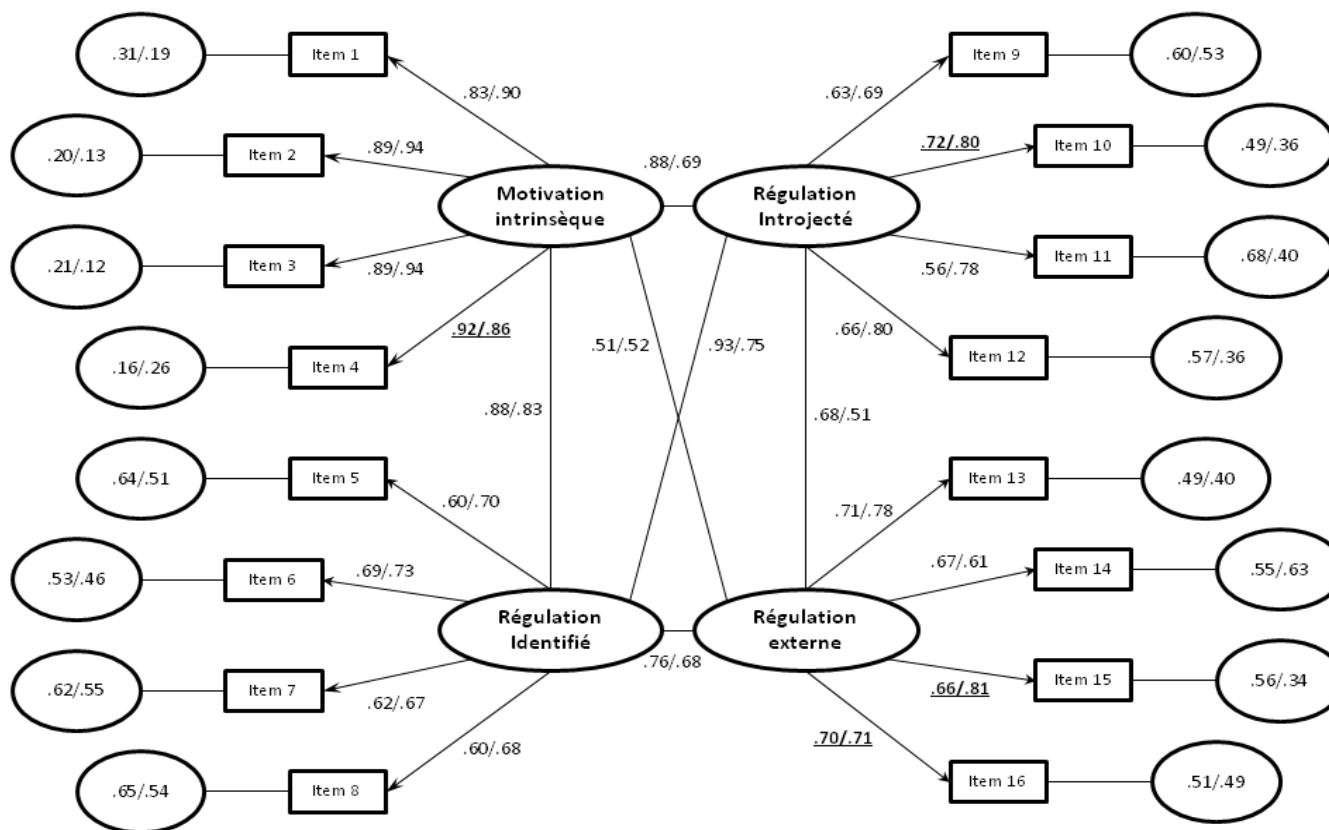 .31/.19
Item 1
Item 9
.60/.53
.83/.90
.63/.69
.20/.13
Item 2
.89/.94
.88/.69
.72/.80
Item 10
.49/.36
Motivation
intrinsèque
Régulation
Introjecté
.21/.12
Item 3
.89/.94
.56/.78
Item 11
.68/.40
.16/.26
Item 4
.92/.86
.51/.52
.93/.75
.66/.80
Item 12
.57/.36
.88/.83
.68/.51
.64/.51
Item 5
.60/.70
.71/.78
Item 13
.49/.40
.53/.46
Item 6
.69/.73
.67/.61
Item 14
.55/.63
Régulation
Identifié
Régulation
externe
.76/.68
.62/.55
Item 7
.62/.67
.66/.81
Item 15
.56/.34
.60/.68
.70/.71
.65/.54
Item 8
Item 16
.51/.49